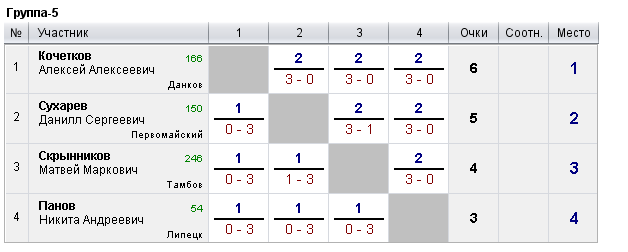 Группа-5
№ Участник 1 2 3 4 Очки Соотн. Место
1 Кочетков 166 2 2 2 6 1
Алексей Алексеевич 3 - 0 3 - 0 3 - 0
Данков
2 Сухарев 150 1 2 2 5 2
Данилл Сергеевич 0 - 3 3 - 1 3 - 0
Первомайский
3 Скрынников 246 1 1 2 4 3
Матвей Маркович 0 - 3 1 - 3 3 - 0
Тамбов
4 Панов 54 1 1 1 3 4
Никита Андреевич 0 - 3 0 - 3 0 - 3
Липецк